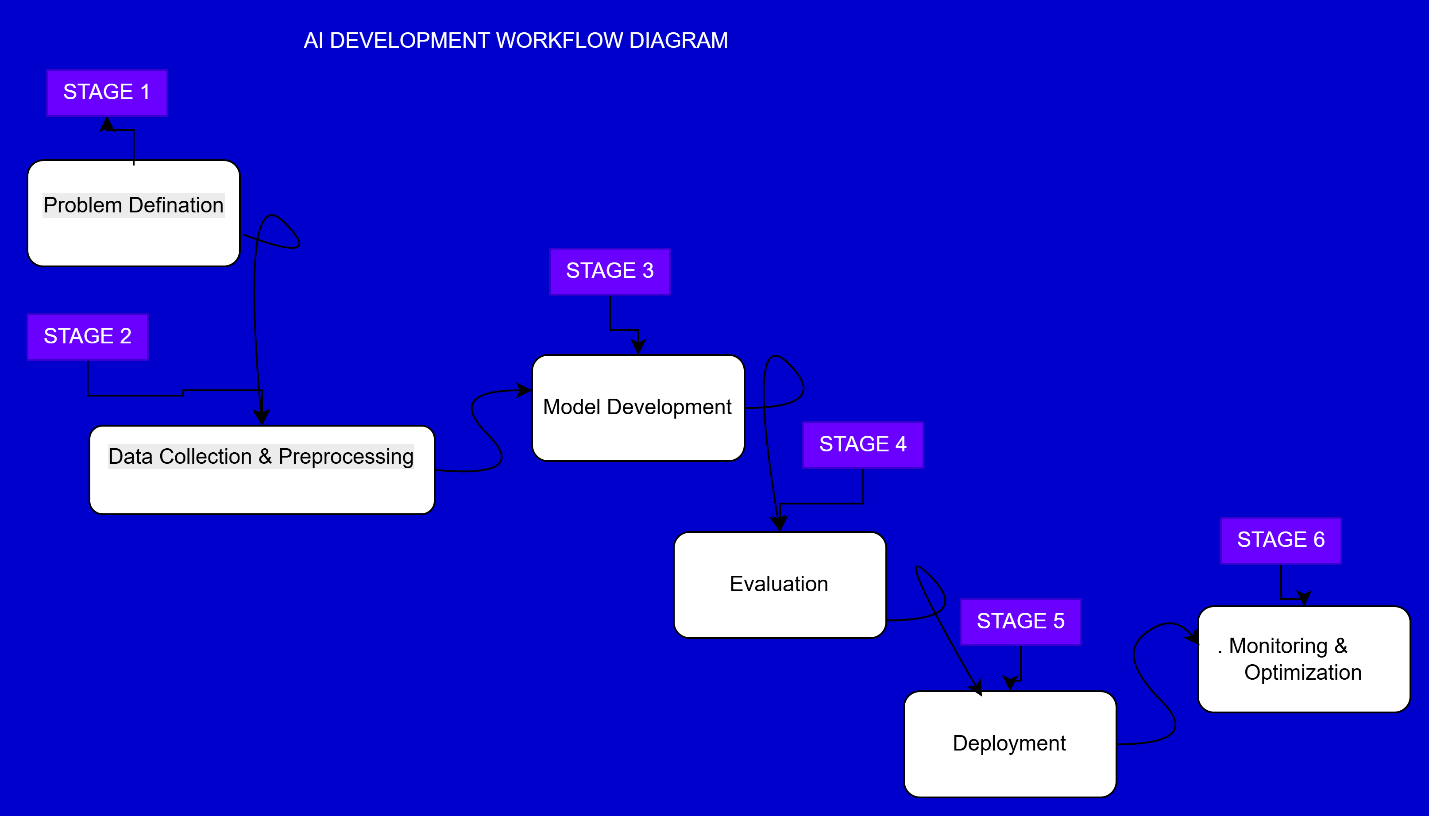 AI DEVELOPMENT WORKFLOW DIAGRAM
STAGE 1
Problem Defination
STAGE 2
Data Collection & Preprocessing
STAGE 3
Model Development
STAGE 4
Evaluation
STAGE 5
Deployment
STAGE 6
. Monitoring &
Optimization